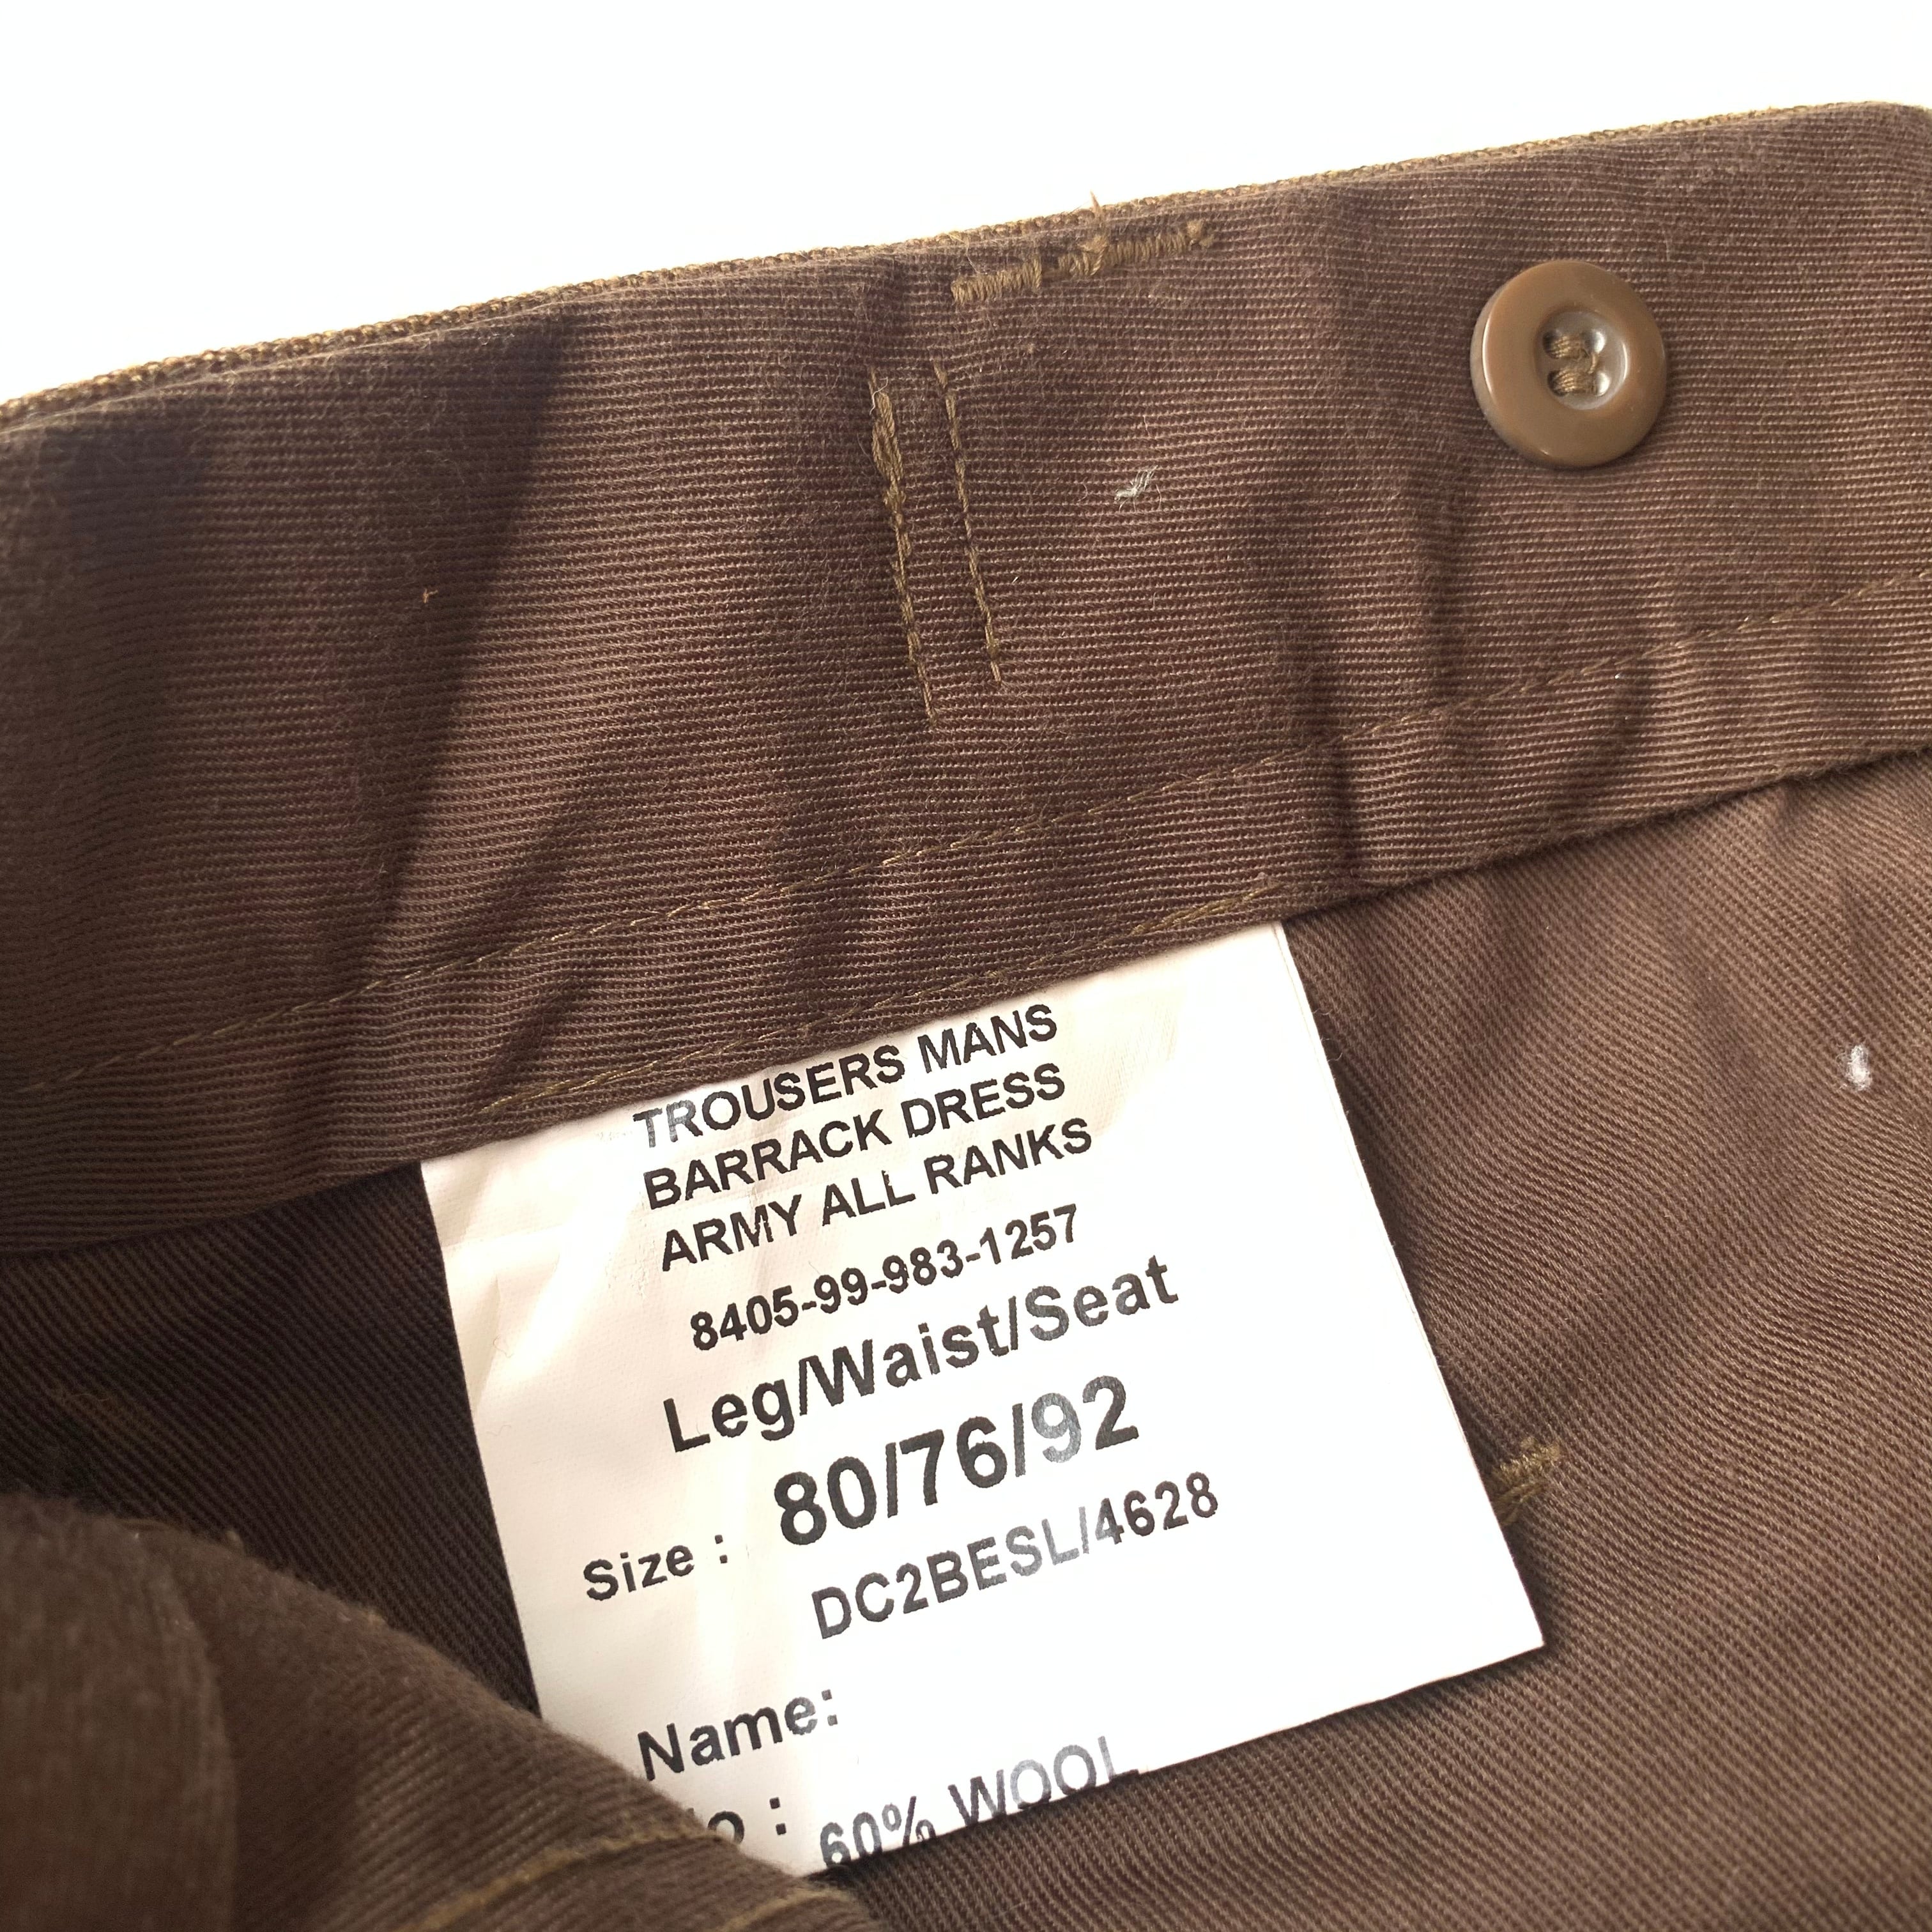 TROUSERS MANS
BARRACK DRESS
ARMY ALL RANKS
8405-99-983-1257
Leg/Waist/Seat
Size : 80/76/92
DC2BESL/4628
Name:
60% WOOL